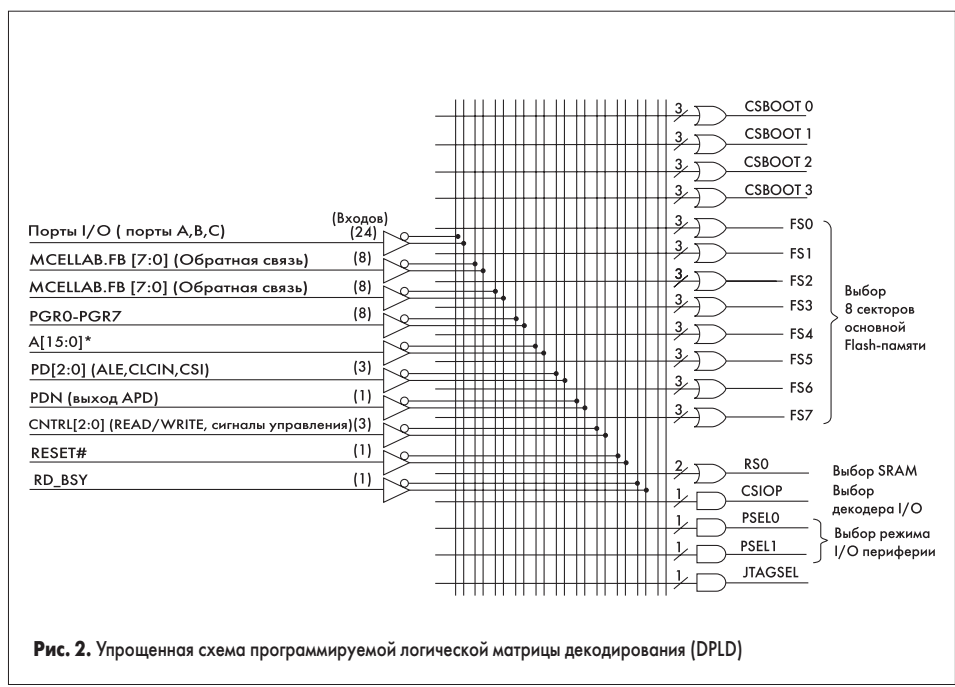 3 CSBOOT 0
3 CSBOOT 1
3 CSBOOT 2
3 CSBOOT 3
(Входов)
Порты I/O ( порты A,B,C) (24)
MCELLAB.FB [7:0] (Обратная связь) (8)
MCELLAB.FB [7:0] (Обратная связь) (8)
PGR0-PGR7 (8)
A[15:0]*
PD[2:0] (ALE,CLCIN,CSI) (3)
PDN (выход APD) (1)
CNTRL[2:0] (READ/WRITE, сигналы управления)(3)
RESET# (1)
RD_BSY (1)
3 FS0
3 FS1
3 FS2
3 FS3
3 FS4
3 FS5
3 FS6
3 FS7
Выбор
8 секторов
основной
Flash-памяти
2 RS0 Выбор SRAM
1 CSIOP Выбор
декодера I/O
1 PSEL0
1 PSEL1
Выбор режима
I/O периферии
1 JTAGSEL
Рис. 2. Упрощенная схема программируемой логической матрицы декодирования (DPLD)